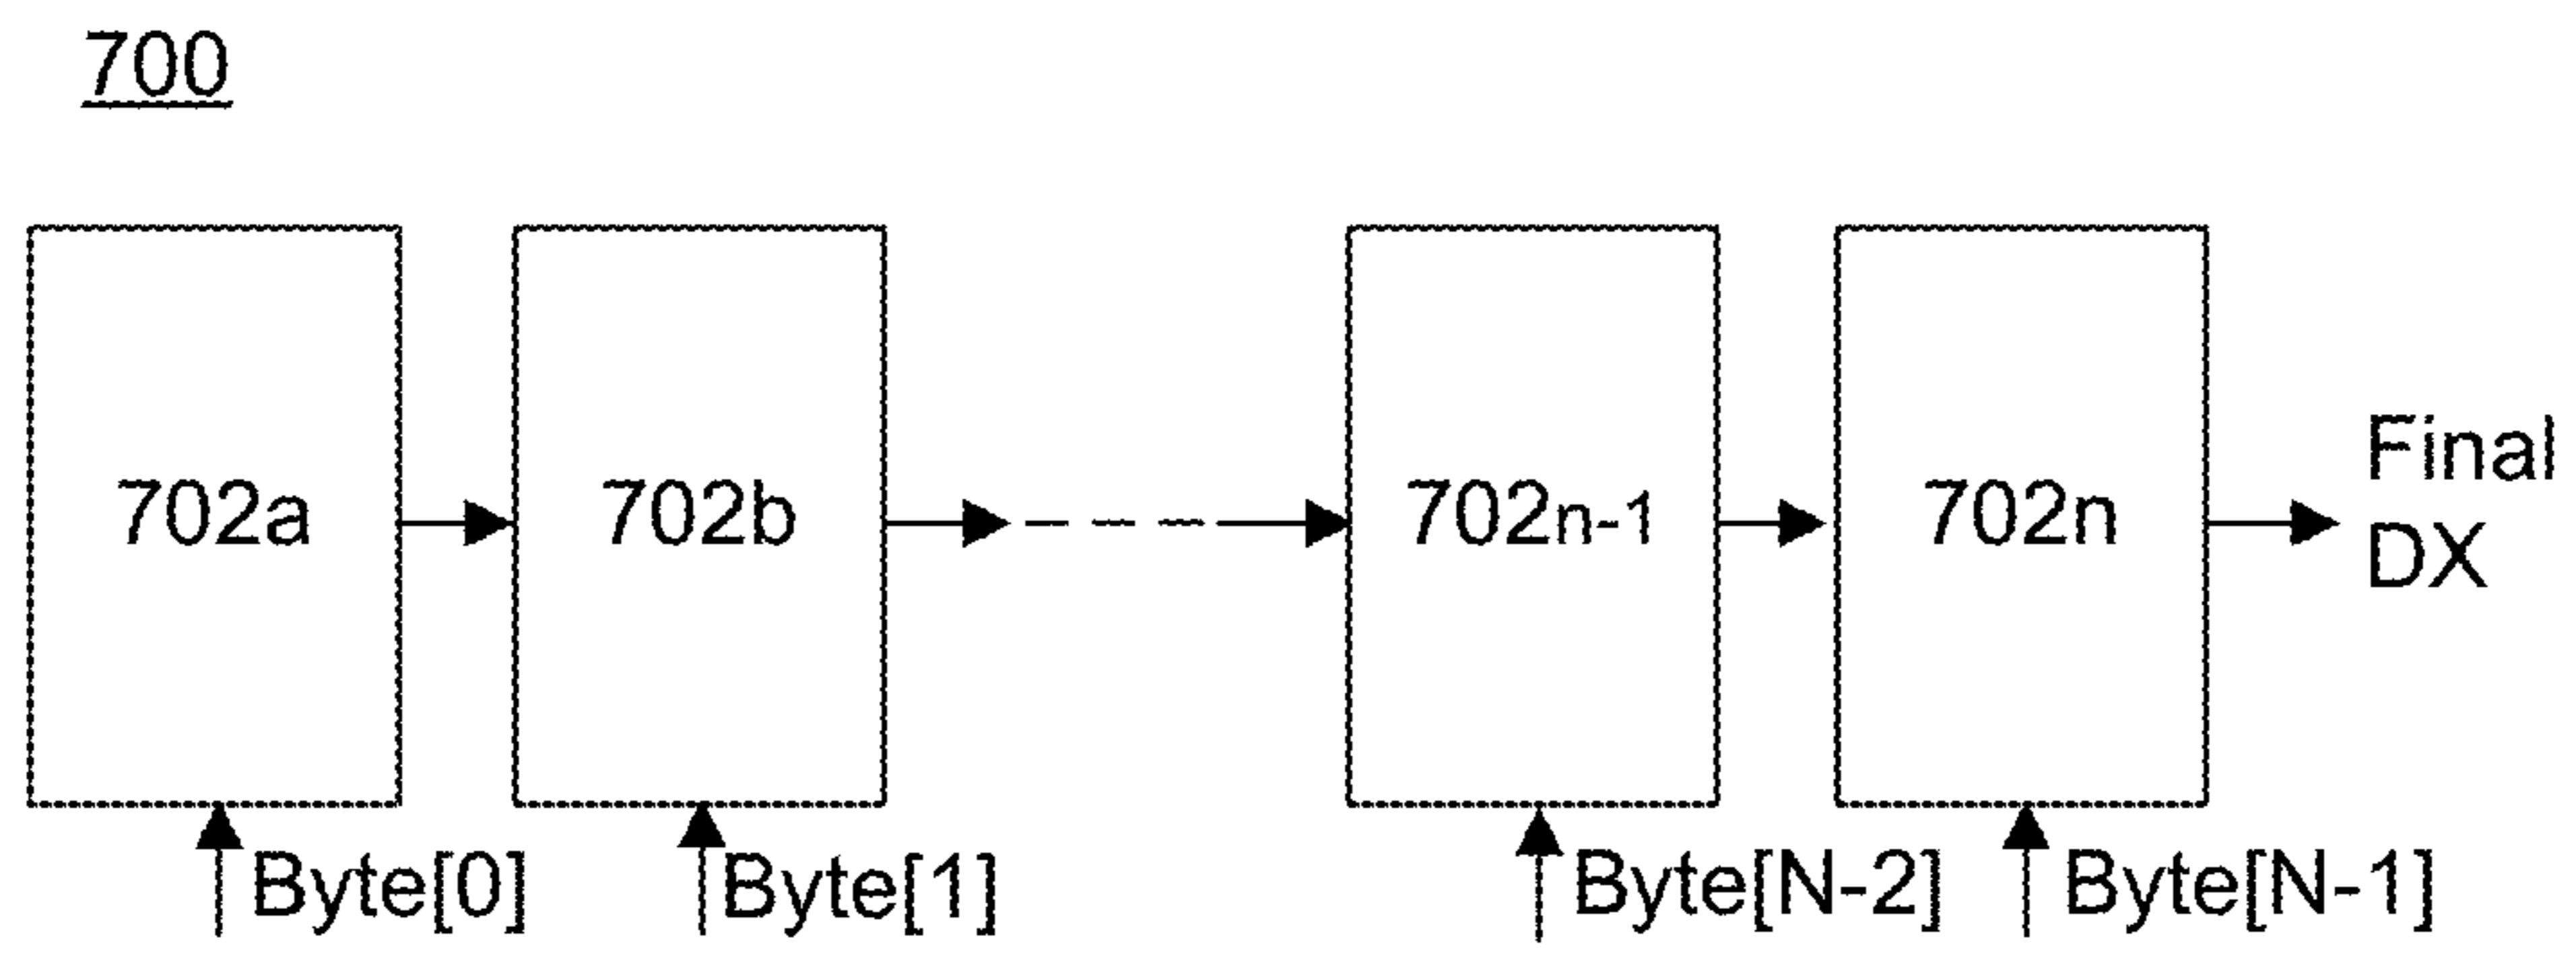 700
702a
702b
702n-1
702n
Final
DX
Byte[0]
Byte[1]
Byte[N-2]
Byte[N-1]